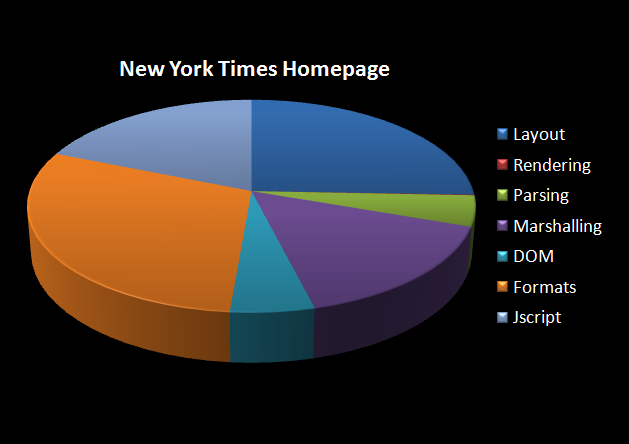 New York Times Homepage
Layout
Rendering
Parsing
Marshalling
DOM
Formats
Jscript